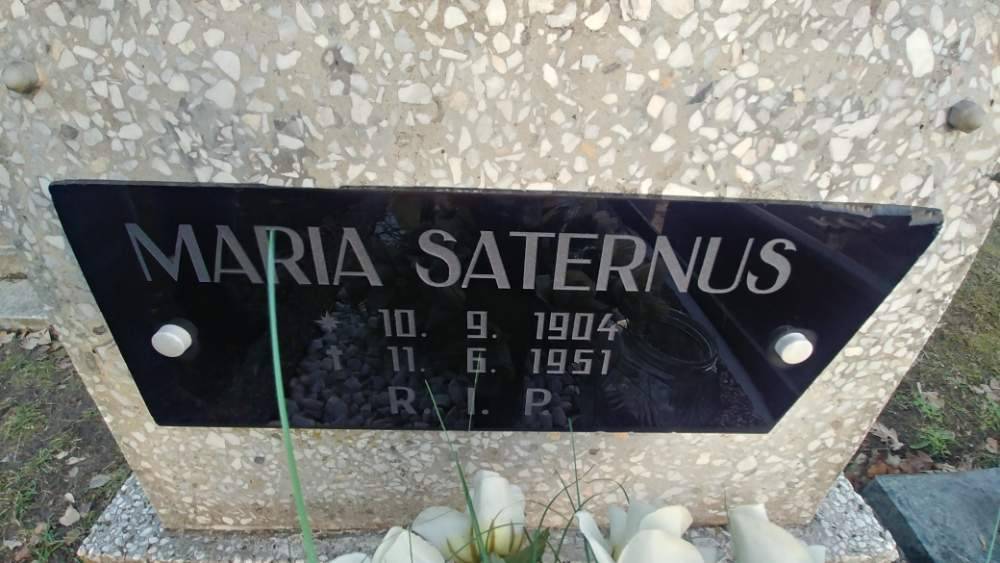 MARIA SATERNUS
* 10. 9. 1904
† 11. 6. 1951
R. I. P.